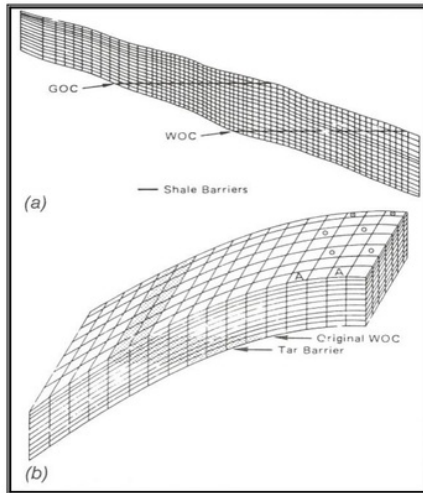 GOC
WOC
(a)
Shale Barriers
A
A
Original WOC
Tar Barrier
(b)